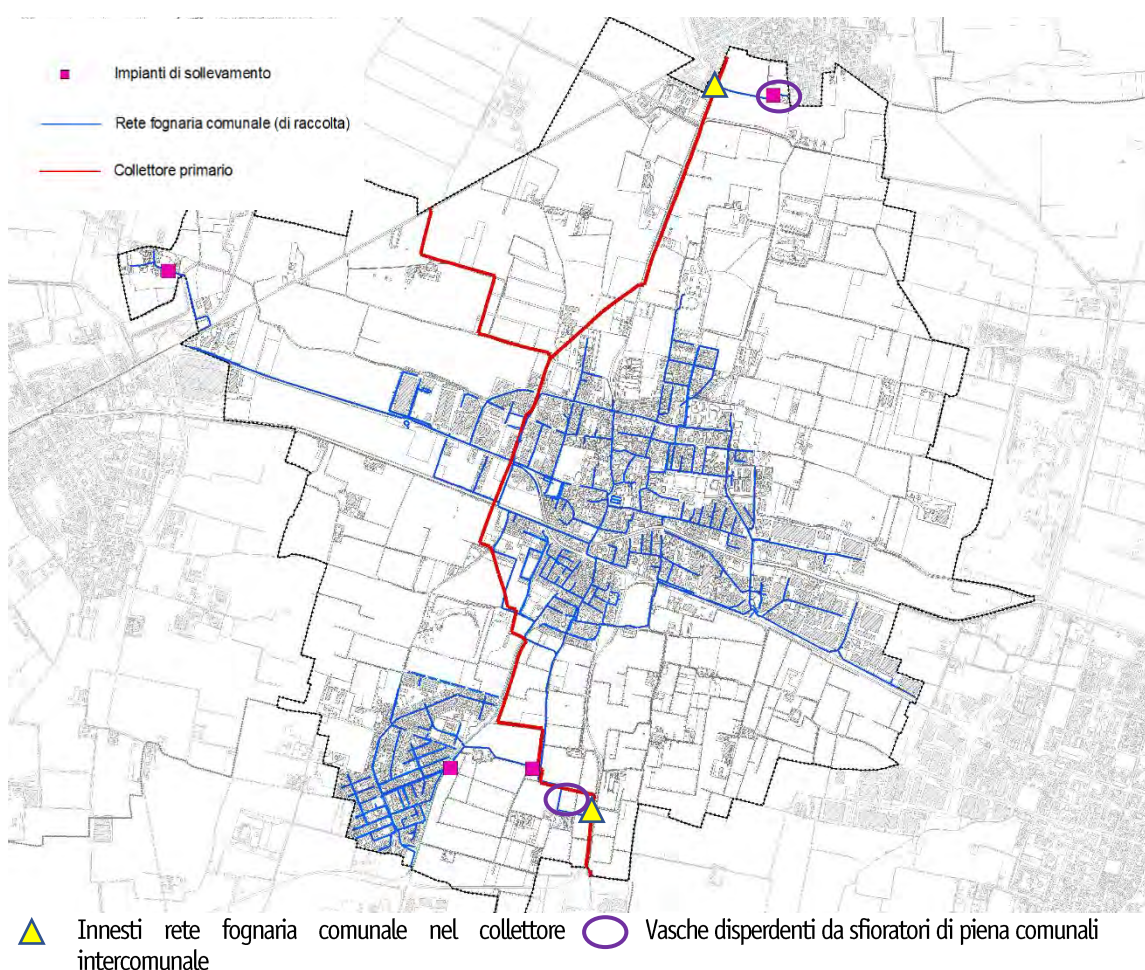 Impianti di sollevamento
Rete fognaria comunale (di raccolta)
Collettore primario
Innesti rete fognaria comunale nel collettore
intercomunale
Vasche disperdenti da sfioratori di piena comunali